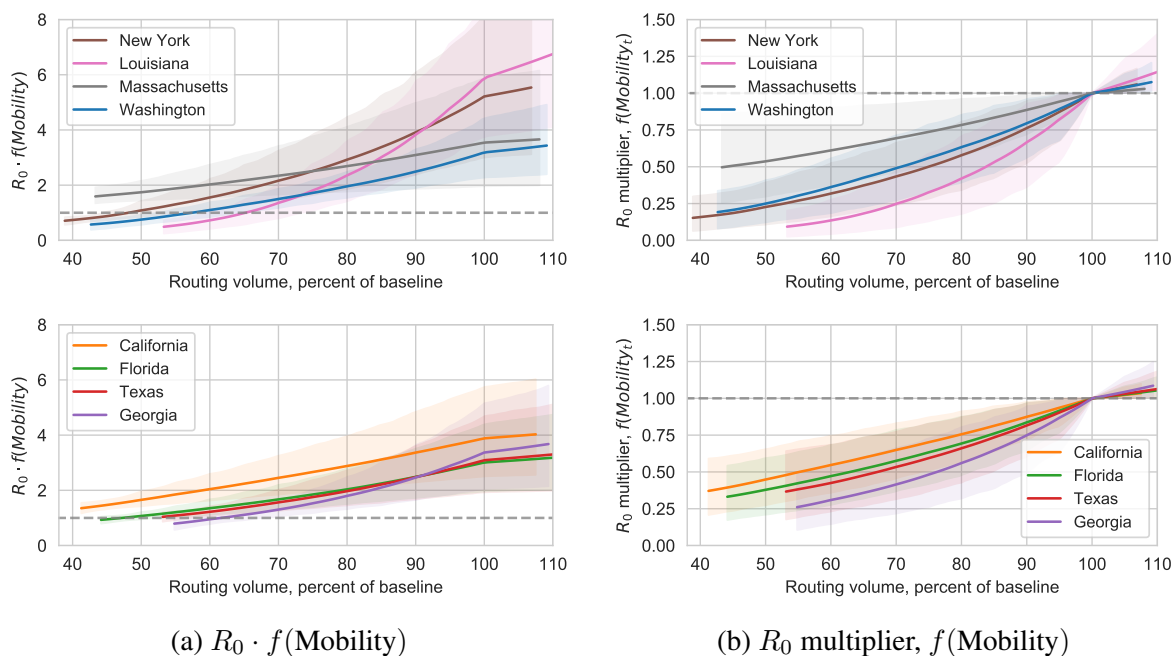 8
6
4
2
0
R₀ · f(Mobility)
New York
Louisiana
Massachusetts
Washington
40 50 60 70 80 90 100 110
Routing volume, percent of baseline
1.50
1.25
1.00
0.75
0.50
0.25
0.00
R₀ multiplier, f(Mobilityₜ)
New York
Louisiana
Massachusetts
Washington
40 50 60 70 80 90 100 110
Routing volume, percent of baseline
8
6
4
2
0
R₀ · f(Mobility)
California
Florida
Texas
Georgia
40 50 60 70 80 90 100 110
Routing volume, percent of baseline
1.50
1.25
1.00
0.75
0.50
0.25
0.00
R₀ multiplier, f(Mobilityₜ)
California
Florida
Texas
Georgia
40 50 60 70 80 90 100 110
Routing volume, percent of baseline
(a) R₀ · f(Mobility)
(b) R₀ multiplier, f(Mobility)